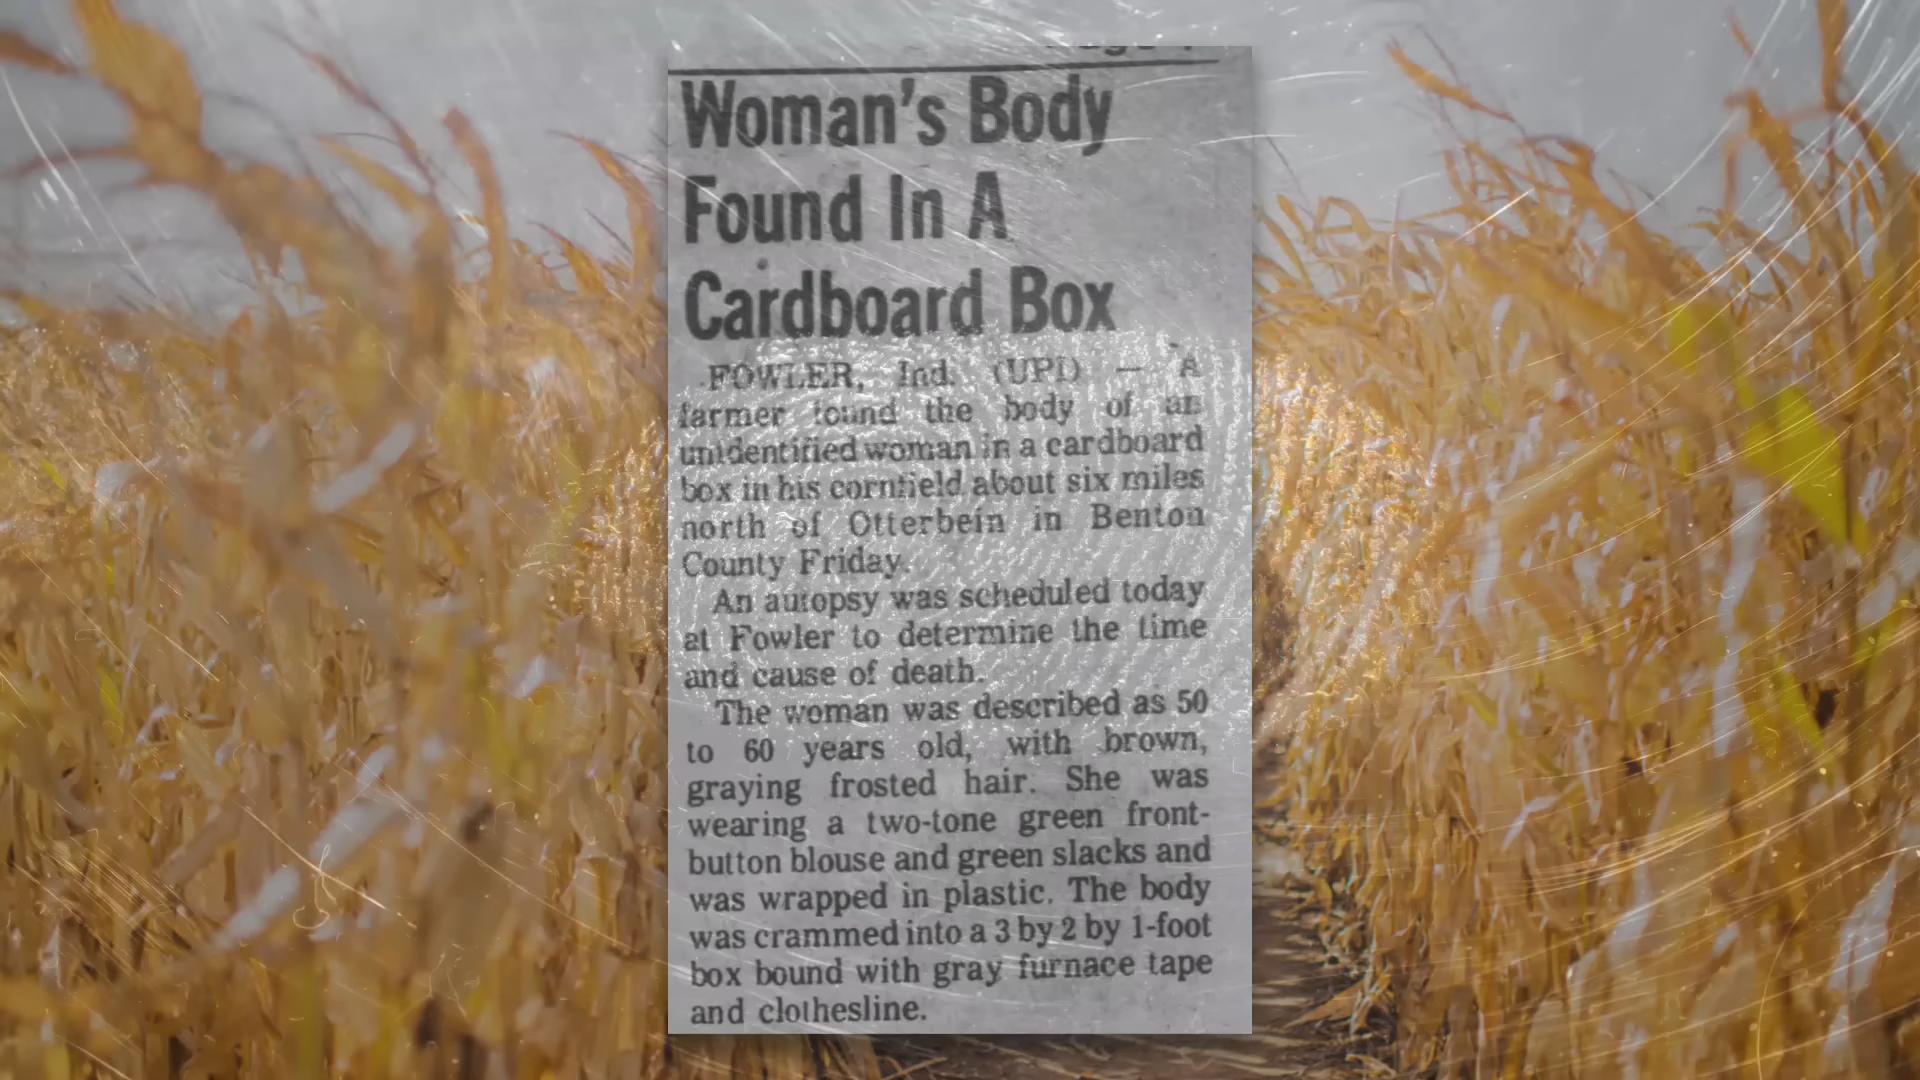 Woman's Body
Found In A
Cardboard Box
FOWLER, Ind. (UPI) — A
farmer found the body of an
unidentified woman in a cardboard
box in his cornfield about six miles
north of Otterbein in Benton
County Friday.
An autopsy was scheduled today
at Fowler to determine the time
and cause of death.
The woman was described as 50
to 60 years old, with brown,
graying frosted hair. She was
wearing a two-tone green front-
button blouse and green slacks and
was wrapped in plastic. The body
was crammed into a 3 by 2 by 1-foot
box bound with gray furnace tape
and clothesline.